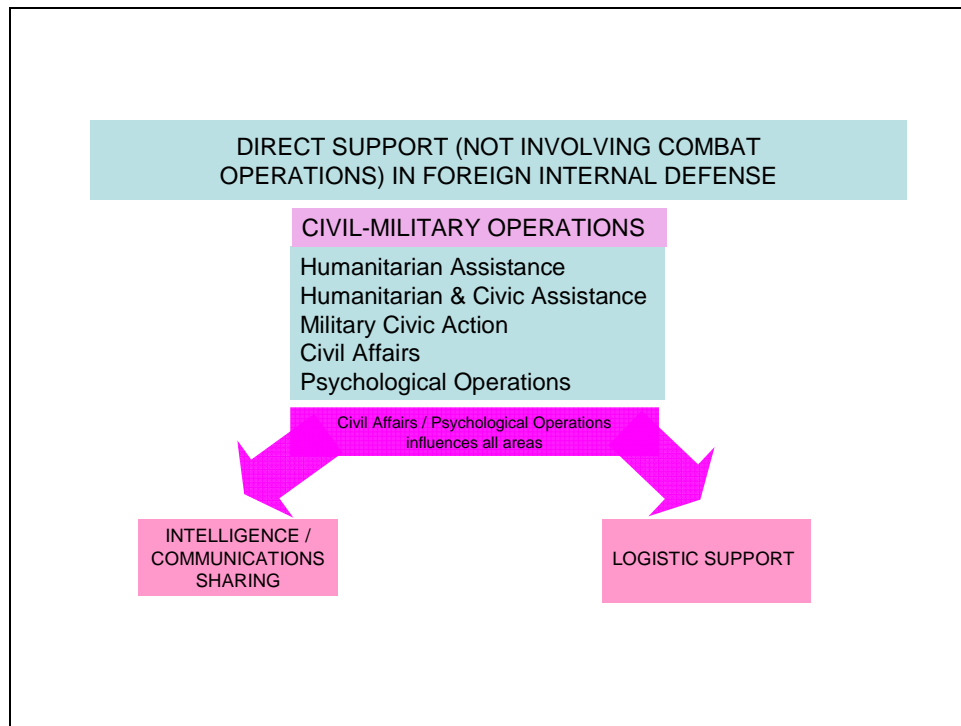 DIRECT SUPPORT (NOT INVOLVING COMBAT
OPERATIONS) IN FOREIGN INTERNAL DEFENSE
CIVIL-MILITARY OPERATIONS
Humanitarian Assistance
Humanitarian & Civic Assistance
Military Civic Action
Civil Affairs
Psychological Operations
Civil Affairs / Psychological Operations
influences all areas
INTELLIGENCE /
COMMUNICATIONS
SHARING
LOGISTIC SUPPORT